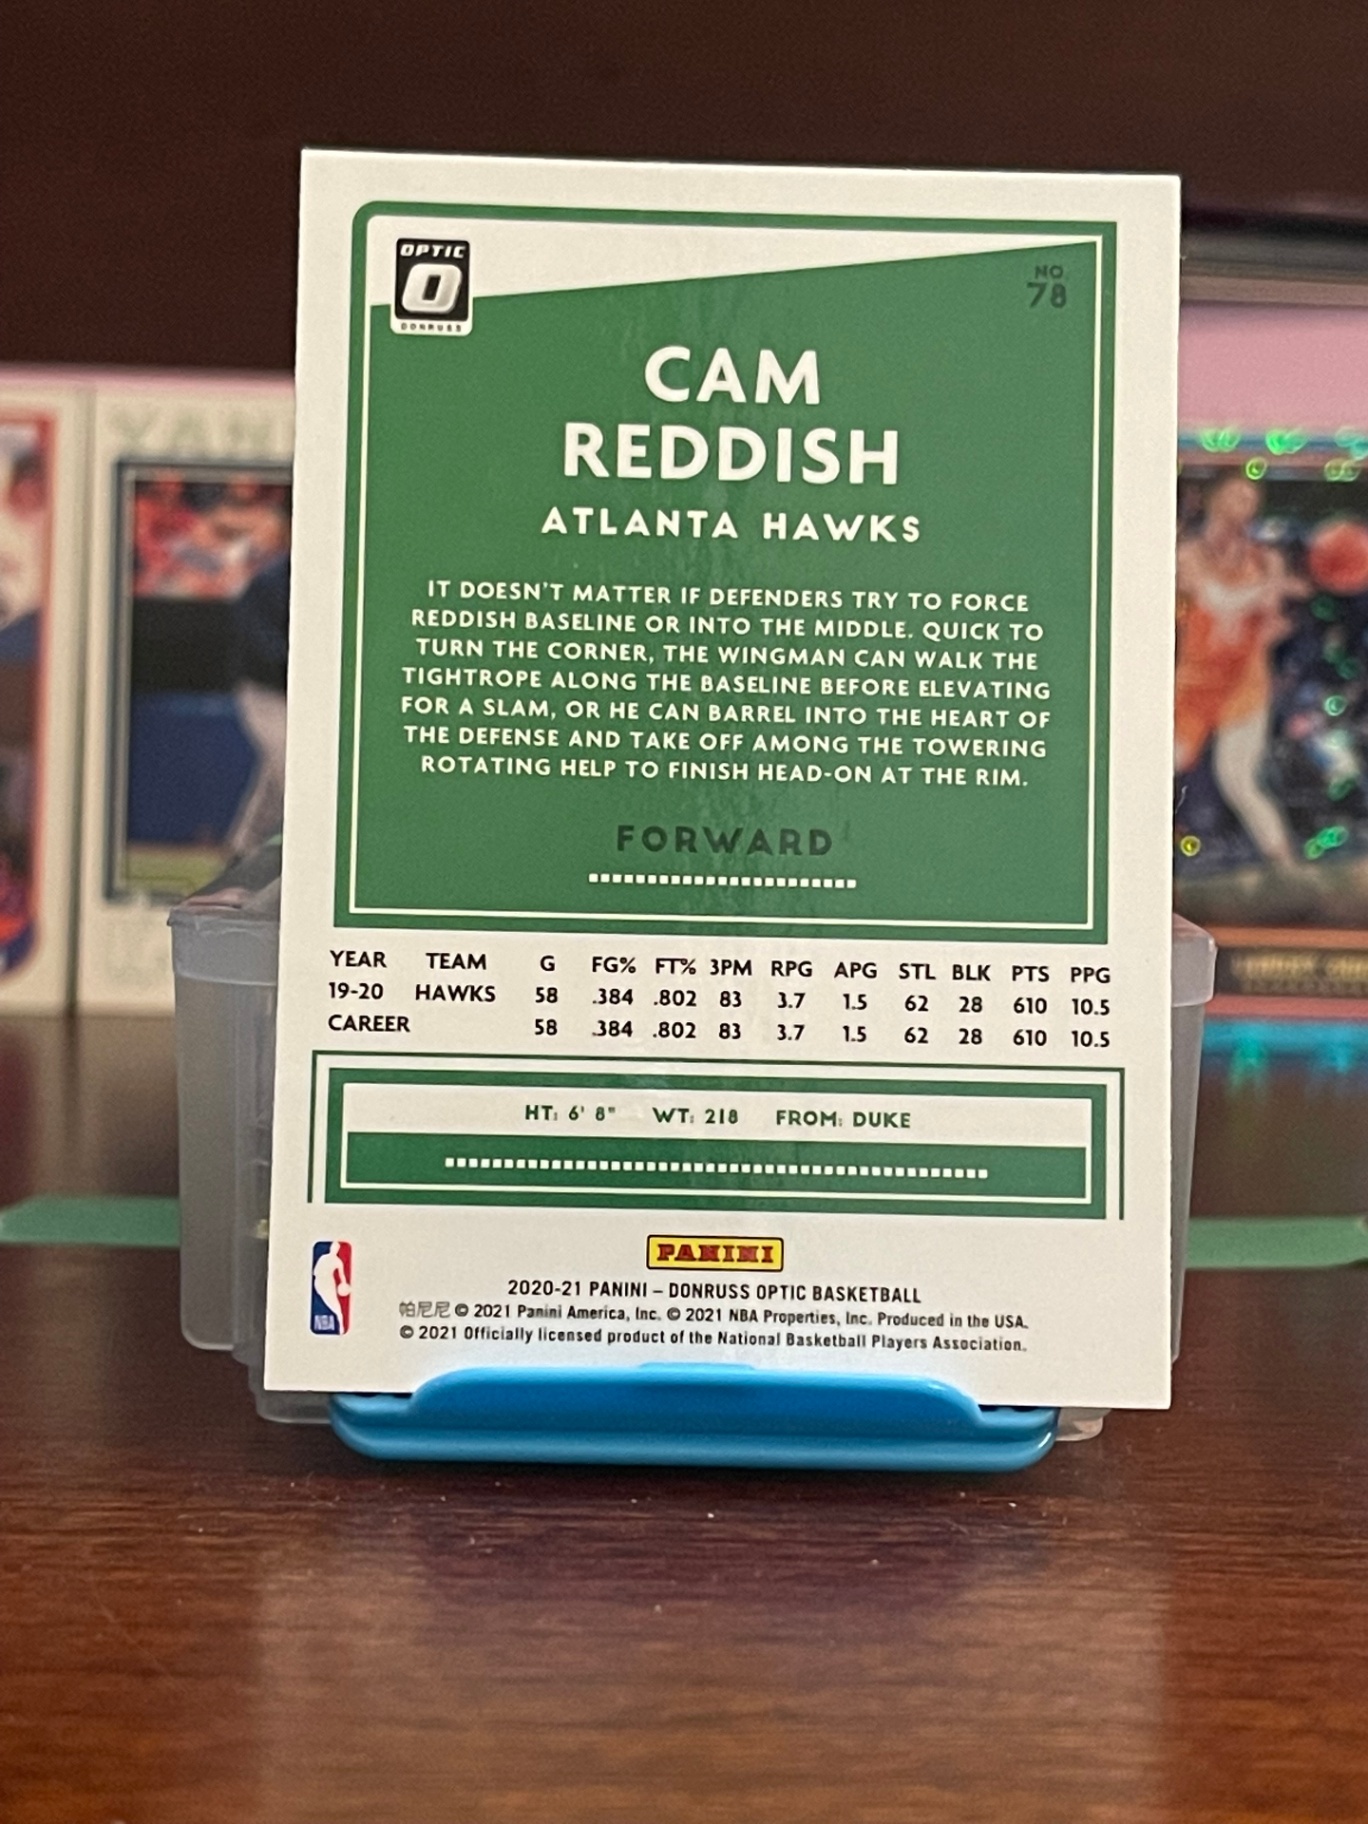 OPTIC
DONRUSS
NO
78
CAM
REDDISH
ATLANTA HAWKS
IT DOESN'T MATTER IF DEFENDERS TRY TO FORCE
REDDISH BASELINE OR INTO THE MIDDLE. QUICK TO
TURN THE CORNER, THE WINGMAN CAN WALK THE
TIGHTROPE ALONG THE BASELINE BEFORE ELEVATING
FOR A SLAM, OR HE CAN BARREL INTO THE HEART OF
THE DEFENSE AND TAKE OFF AMONG THE TOWERING
ROTATING HELP TO FINISH HEAD-ON AT THE RIM.
FORWARD
YEAR TEAM G FG% FT% 3PM RPG APG STL BLK PTS PPG
19-20 HAWKS 58 .384 .802 83 3.7 1.5 62 28 610 10.5
CAREER 58 .384 .802 83 3.7 1.5 62 28 610 10.5
HT: 6' 8" WT: 218 FROM: DUKE
PANINI
NBA
2020-21 PANINI – DONRUSS OPTIC BASKETBALL
帕尼尼 © 2021 Panini America, Inc. © 2021 NBA Properties, Inc. Produced in the USA.
© 2021 Officially licensed product of the National Basketball Players Association.